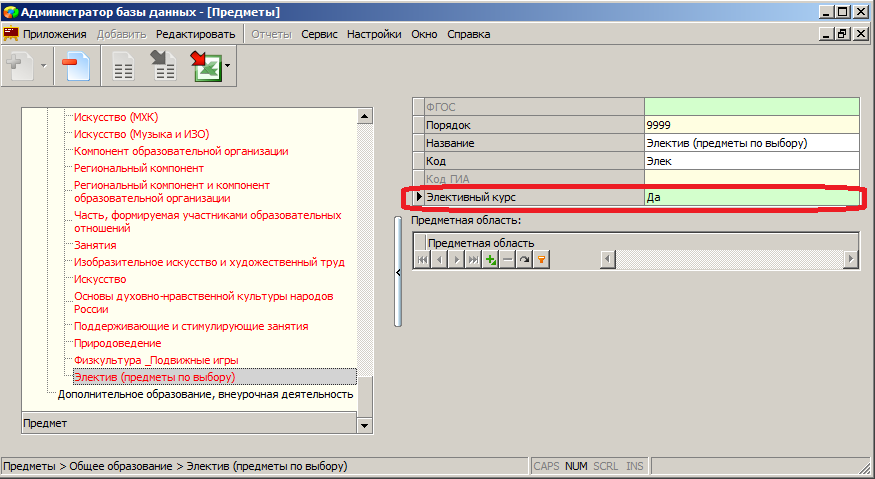 Администратор базы данных - [Предметы]
Приложения Добавить Редактировать Отчеты Сервис Настройки Окно Справка
Искусство (МХК)
Искусство (Музыка и ИЗО)
Компонент образовательной организации
Региональный компонент
Региональный компонент и компонент
образовательной организации
Часть, формируемая участниками образовательных
отношений
Занятия
Изобразительное искусство и художественный труд
Искусство
Основы духовно-нравственной культуры народов
России
Поддерживающие и стимулирующие занятия
Природоведение
Физкультура _Подвижные игры
Электив (предметы по выбору)
Дополнительное образование, внеурочная деятельность
Предмет
ФГОС
Порядок 9999
Название Электив (предметы по выбору)
Код Элек
Код ГИА
Элективный курс Да
Предметная область:
Предметная область
Предметы > Общее образование > Электив (предметы по выбору) CAPS NUM SCRL INS